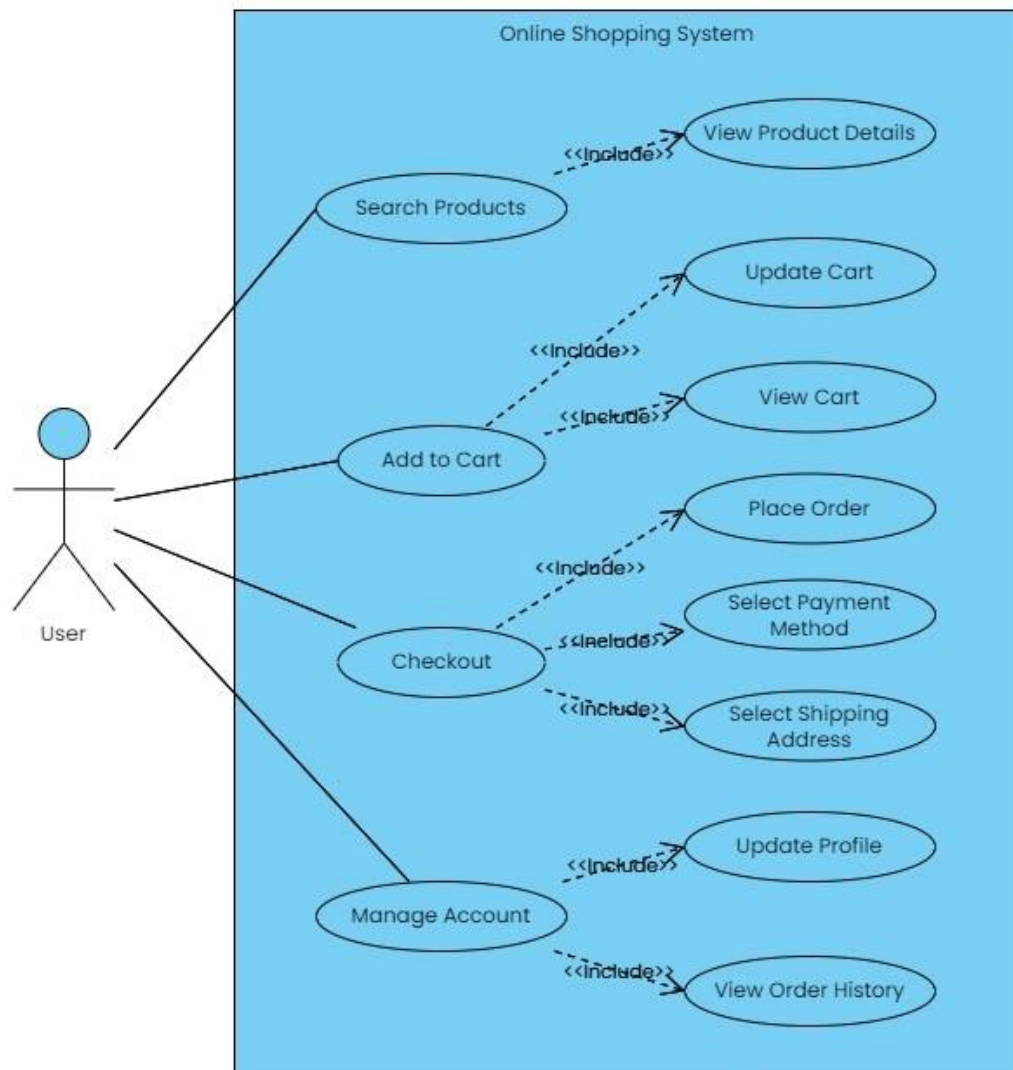 Online Shopping System
View Product Details
<<Include>>
Search Products
Update Cart
<<Include>>
View Cart
<<Include>>
Add to Cart
Place Order
<<Include>>
Select Payment
Method
<<Include>>
User
Checkout
<<Include>>
Select Shipping
Address
Update Profile
<<Include>>
Manage Account
<<Include>>
View Order History